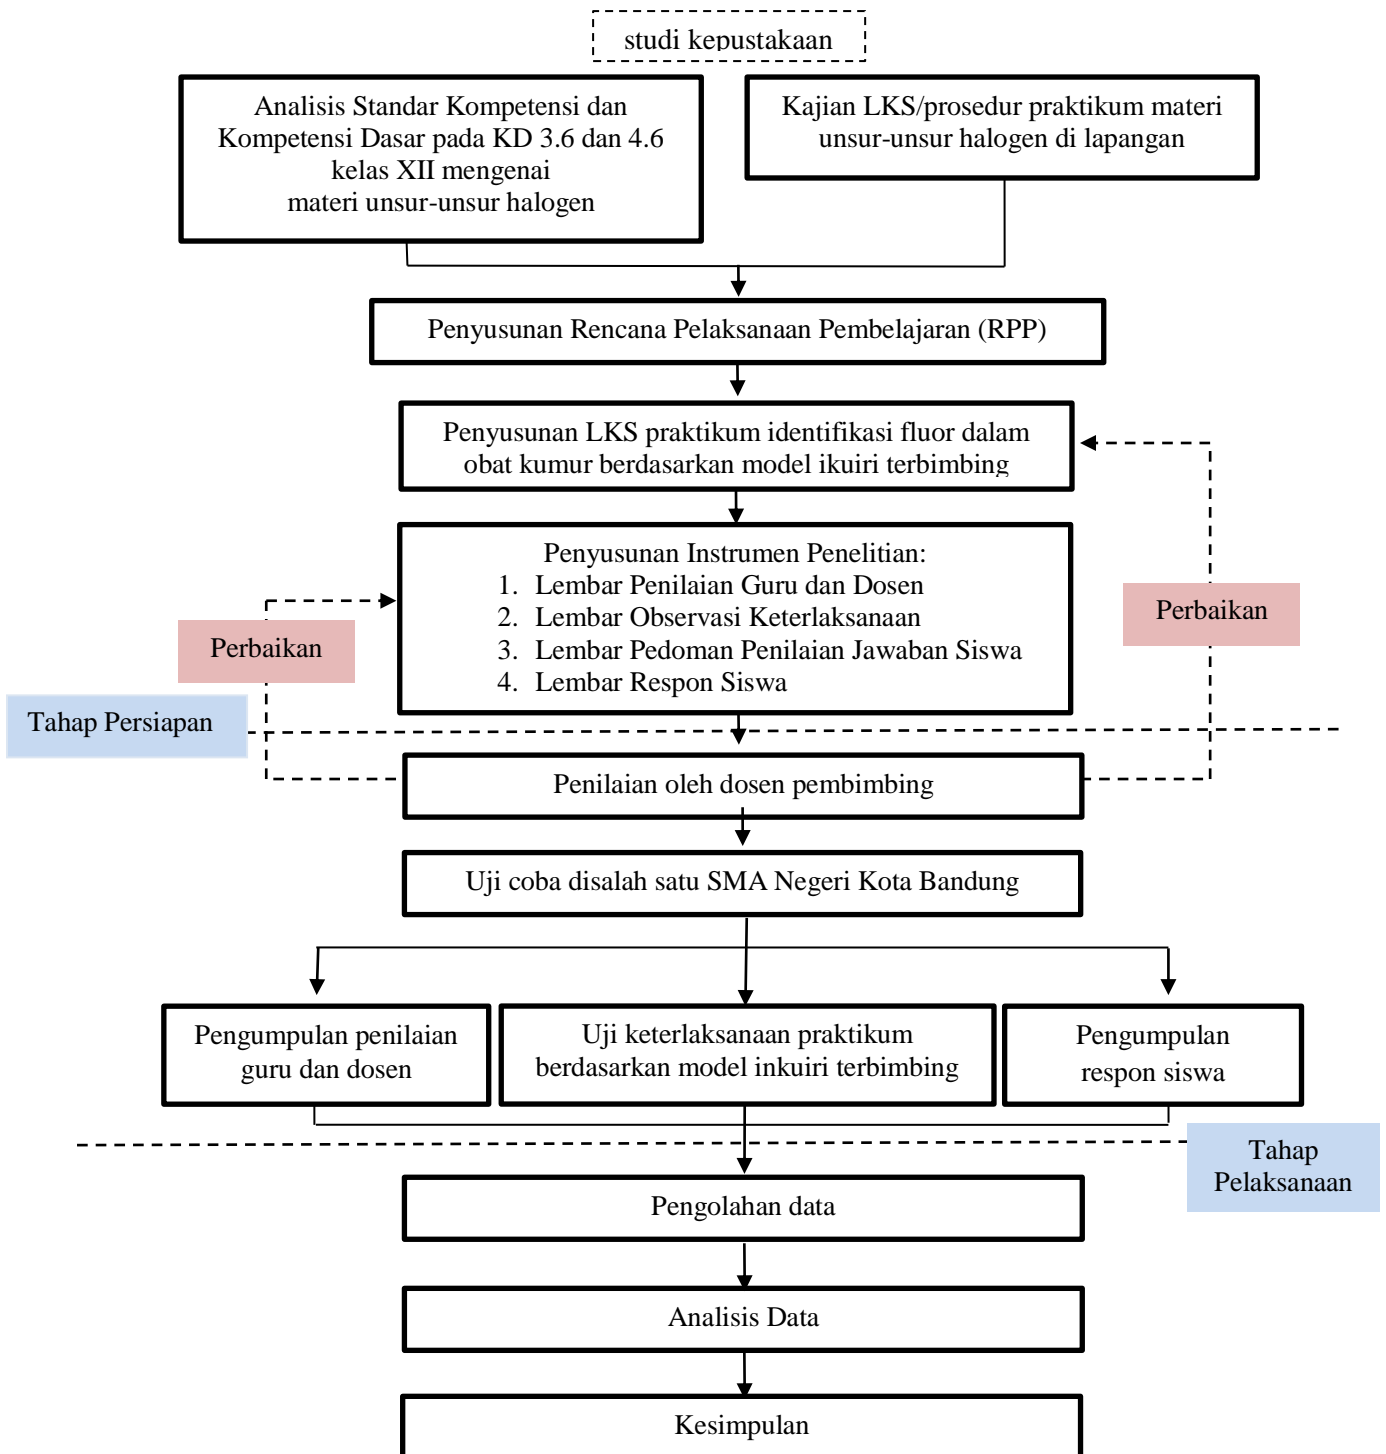 studi kepustakaan
Analisis Standar Kompetensi dan
Kompetensi Dasar pada KD 3.6 dan 4.6
kelas XII mengenai
materi unsur-unsur halogen
Kajian LKS/prosedur praktikum materi
unsur-unsur halogen di lapangan
Penyusunan Rencana Pelaksanaan Pembelajaran (RPP)
Penyusunan LKS praktikum identifikasi fluor dalam
obat kumur berdasarkan model ikuiri terbimbing
Penyusunan Instrumen Penelitian:
1. Lembar Penilaian Guru dan Dosen
2. Lembar Observasi Keterlaksanaan
3. Lembar Pedoman Penilaian Jawaban Siswa
4. Lembar Respon Siswa
Perbaikan
Perbaikan
Tahap Persiapan
Penilaian oleh dosen pembimbing
Uji coba disalah satu SMA Negeri Kota Bandung
Pengumpulan penilaian
guru dan dosen
Uji keterlaksanaan praktikum
berdasarkan model inkuiri terbimbing
Pengumpulan
respon siswa
Tahap
Pelaksanaan
Pengolahan data
Analisis Data
Kesimpulan